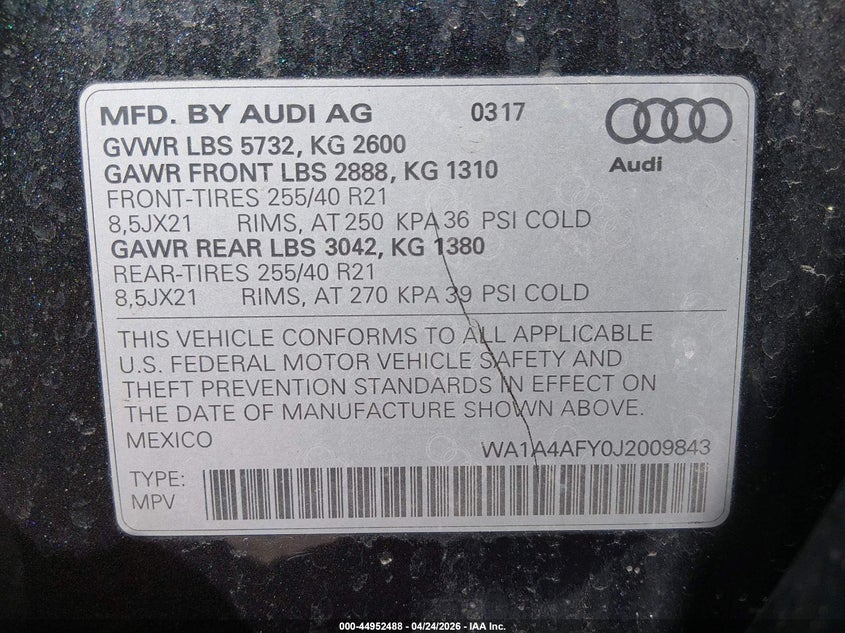 MFD. BY AUDI AG 0317
GVWR LBS 5732, KG 2600
GAWR FRONT LBS 2888, KG 1310
Audi
FRONT-TIRES 255/40 R21
8,5JX21 RIMS, AT 250 KPA 36 PSI COLD
GAWR REAR LBS 3042, KG 1380
REAR-TIRES 255/40 R21
8,5JX21 RIMS, AT 270 KPA 39 PSI COLD
THIS VEHICLE CONFORMS TO ALL APPLICABLE
U.S. FEDERAL MOTOR VEHICLE SAFETY AND
THEFT PREVENTION STANDARDS IN EFFECT ON
THE DATE OF MANUFACTURE SHOWN ABOVE.
MEXICO WA1A4AFY0J2009843
TYPE:
MPV
000-44952488 - 04/24/2026 - IAA Inc.